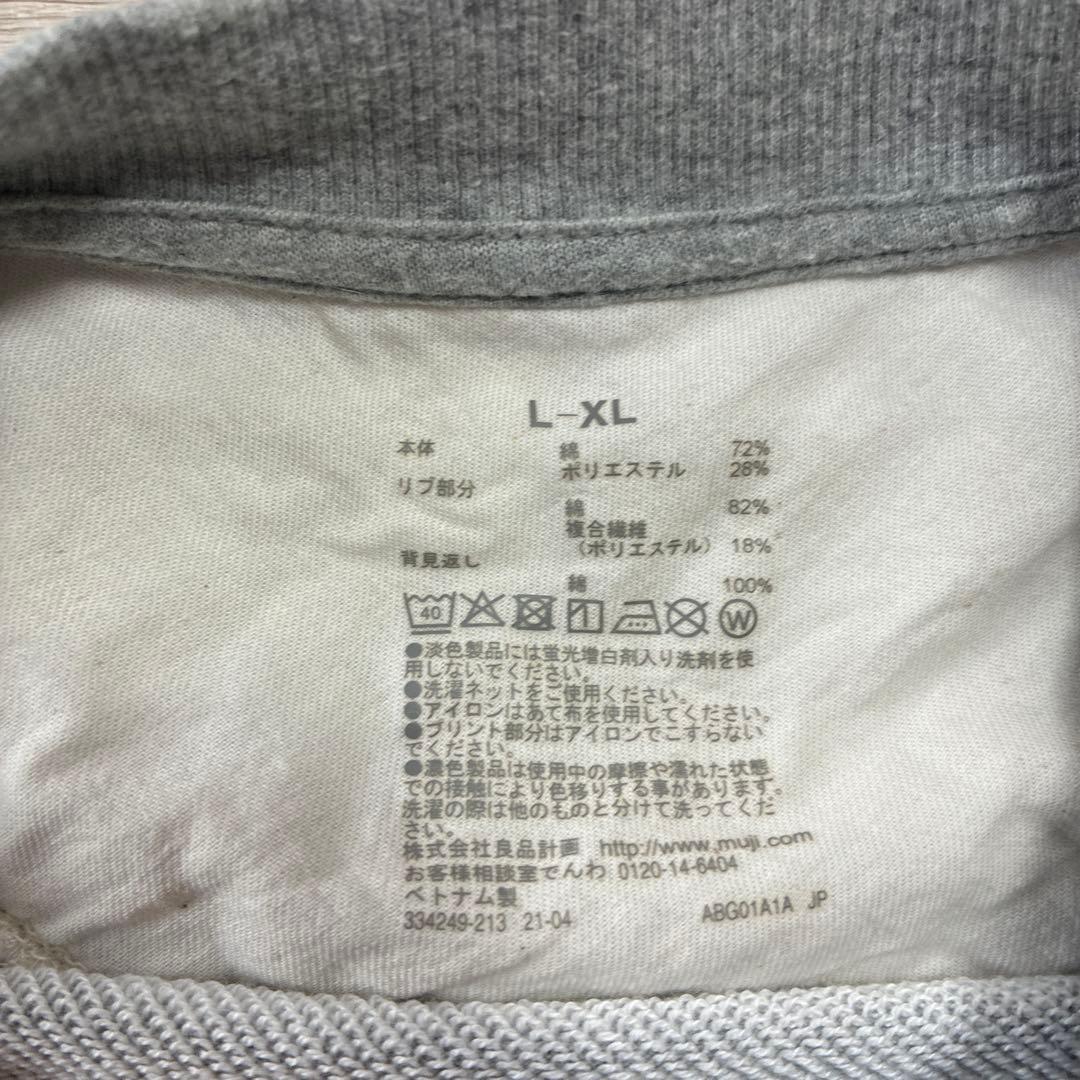 L-XL
本体 綿 72%
ポリエステル 28%
リブ部分
綿 82%
複合繊維
(ポリエステル) 18%
背見返し
綿 100%
40 W
●淡色製品には蛍光増白剤入り洗剤を使
用しないでください。
●洗濯ネットをご使用ください。
●アイロンはあて布を使用してください。
●プリント部分はアイロンでこすらない
でください。
●濃色製品は使用中の摩擦や濡れた状態
での接触により色移りする事があります。
洗濯の際は他のものと分けて洗ってくだ
さい。
株式会社良品計画 http://www.muji.com
お客様相談室でんわ 0120-14-6404
ベトナム製
334249-213 21-04 ABG01A1A JP